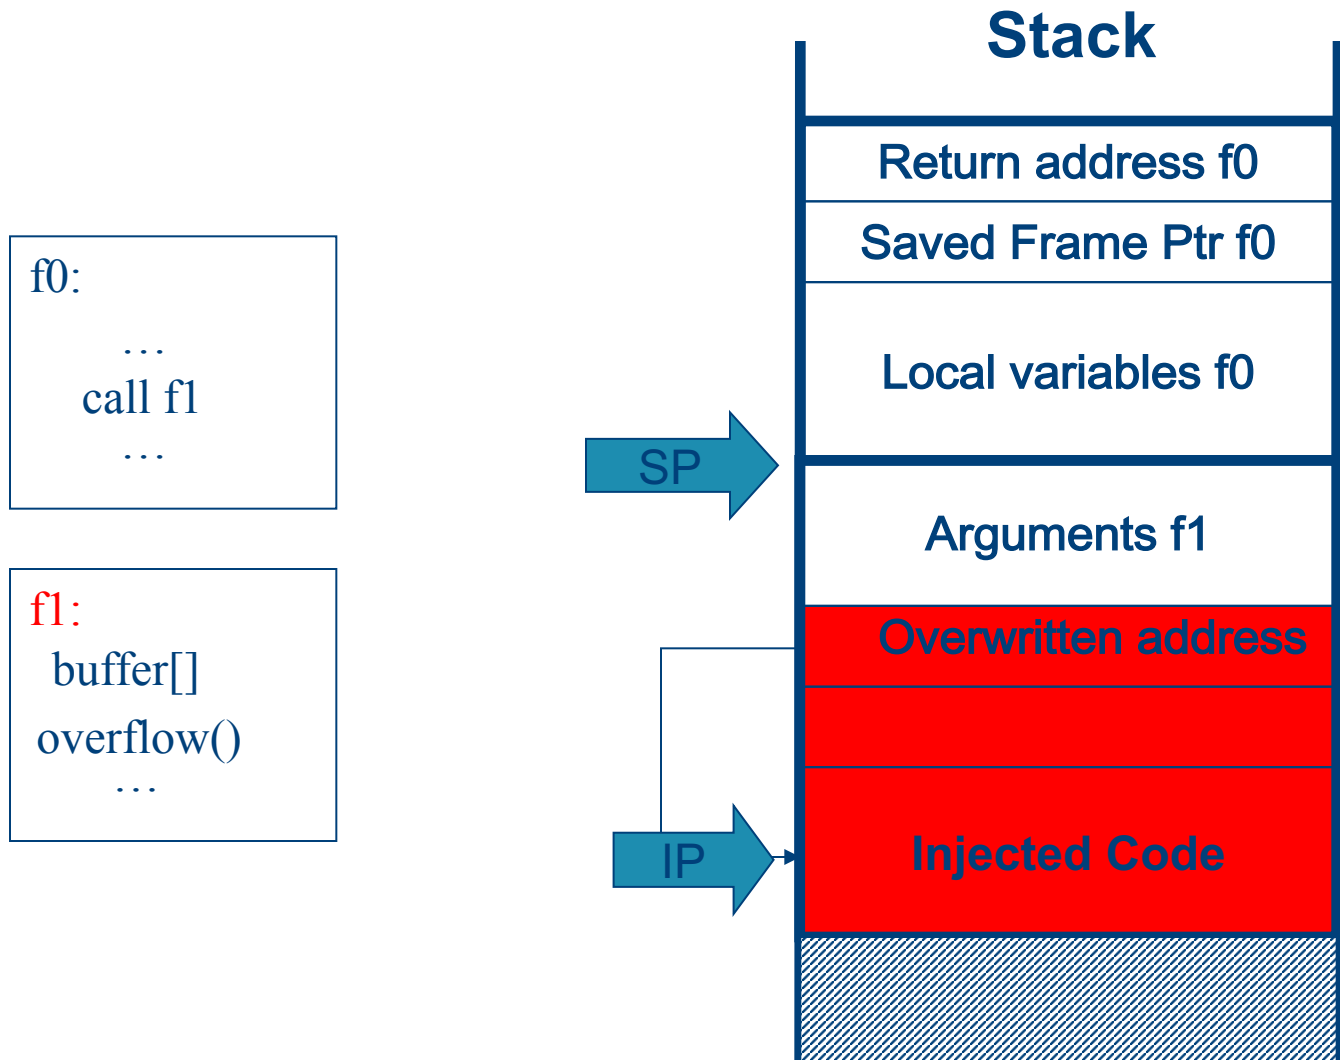 Stack
Return address f0
Saved Frame Ptr f0
Local variables f0
f0:
…
call f1
…
SP
Arguments f1
f1:
buffer[]
overflow()
…
Overwritten address
IP
Injected Code